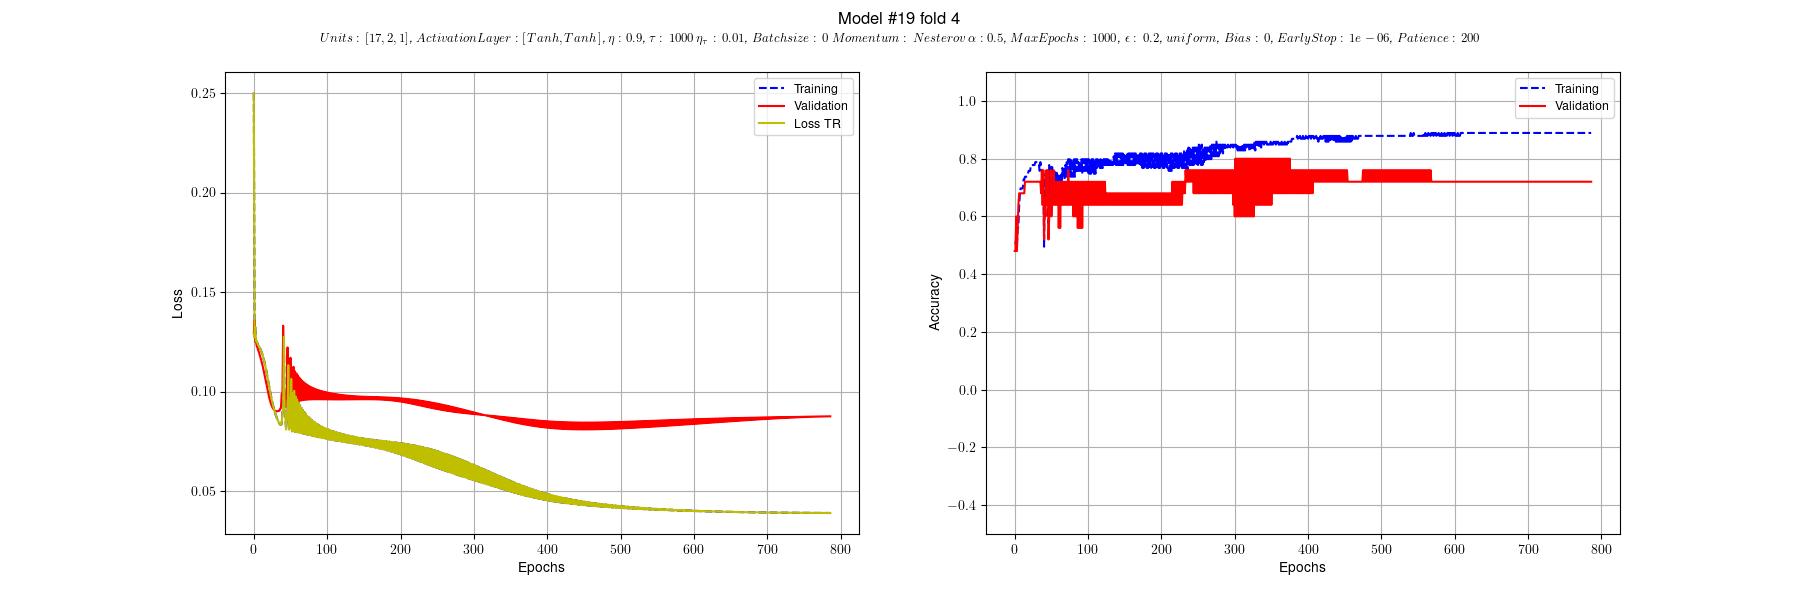 Model #19 fold 4
Units : [17, 2, 1], ActivationLayer : [Tanh, Tanh], η : 0.9, τ : 1000 η_τ : 0.01, Batchsize : 0 Momentum : Nesterov α : 0.5, MaxEpochs : 1000, ϵ : 0.2, uniform, Bias : 0, EarlyStop : 1e − 06, Patience : 200
Training
Validation
Loss TR
0.25
0.20
0.15
0.10
0.05
Loss
0 100 200 300 400 500 600 700 800
Epochs
Training
Validation
1.0
0.8
0.6
0.4
0.2
0.0
−0.2
−0.4
Accuracy
0 100 200 300 400 500 600 700 800
Epochs